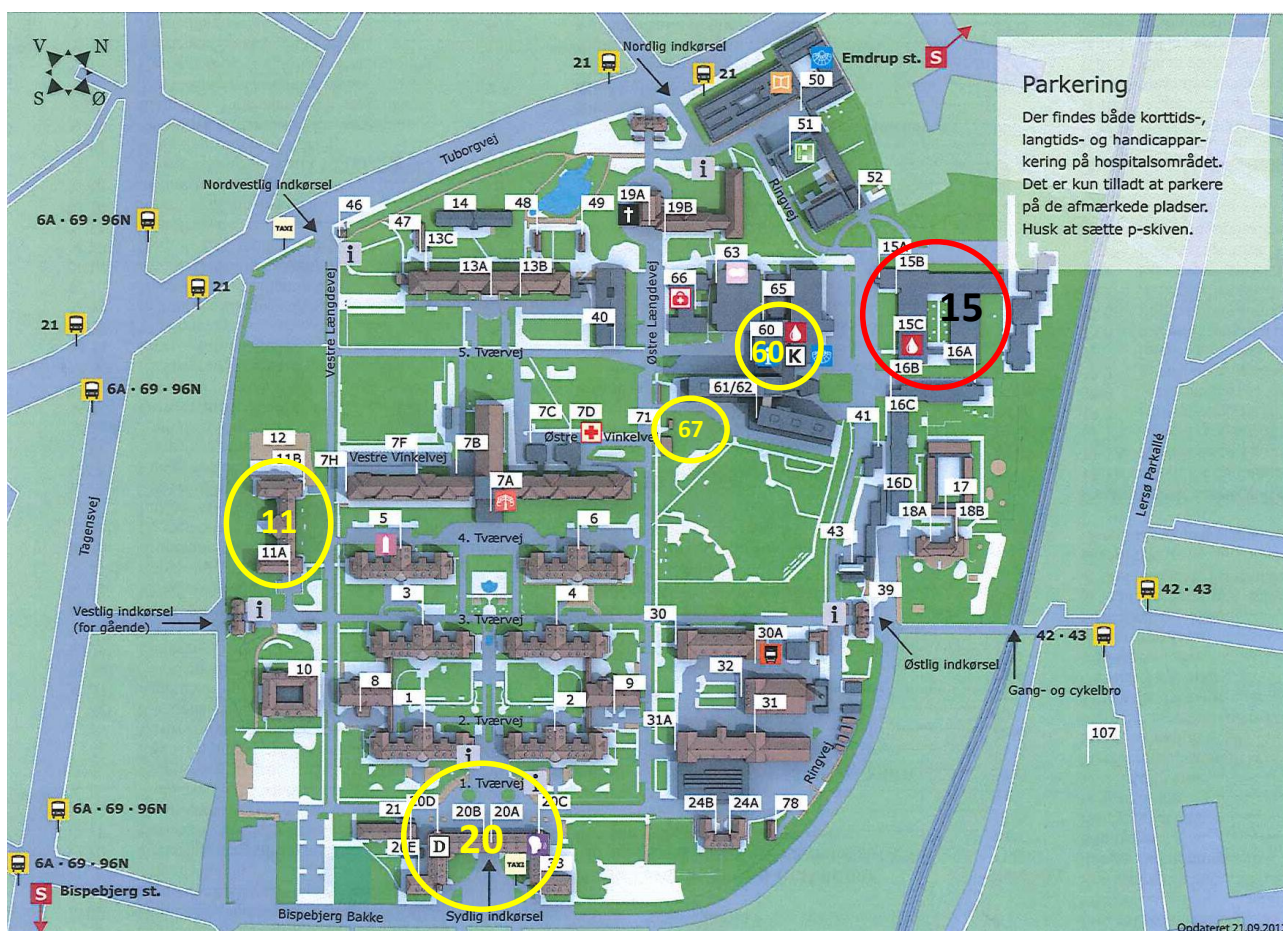 V N
S Ø
Nordlig indkørsel
21
21
Emdrup st. S
50
51
52
Parkering
Der findes både korttids-,
langtids- og handicappar-
kering på hospitalsområdet.
Det er kun tilladt at parkere
på de afmærkede pladser.
Husk at sætte p-skiven.
Tuborgvej
Ringvej
Nordvestlig indkørsel
6A · 69 · 96N
TAXI
46
47
14
48
49
19A
19B
i
i
13C
13A
13B
21
21
40
66
63
65
60
60
K
15A
15B
15
15C
16A
16B
Vestre Længdevej
Østre Længdevej
5. Tværvej
6A · 69 · 96N
61/62
16C
41
7C
7D
71
67
Østre Vinkelvej
12
11B
7H
7F
7B
Vestre Vinkelvej
7A
11
11A
5
6
4. Tværvej
16D
17
18A
18B
43
Tagensvej
Lersø Parkallé
Vestlig indkørsel
(for gående)
i
3
4
3. Tværvej
30
30A
i
39
42 · 43
42 · 43
Østlig indkørsel
Gang- og cykelbro
10
8
1
2
9
32
31
31A
2. Tværvej
107
i
1. Tværvej
Ringvej
6A · 69 · 96N
21
20D
20B
20A
20C
20
20E
D
TAXI
33
24B
24A
78
6A · 69 · 96N
S Bispebjerg st.
Bispebjerg Bakke
Sydlig indkørsel